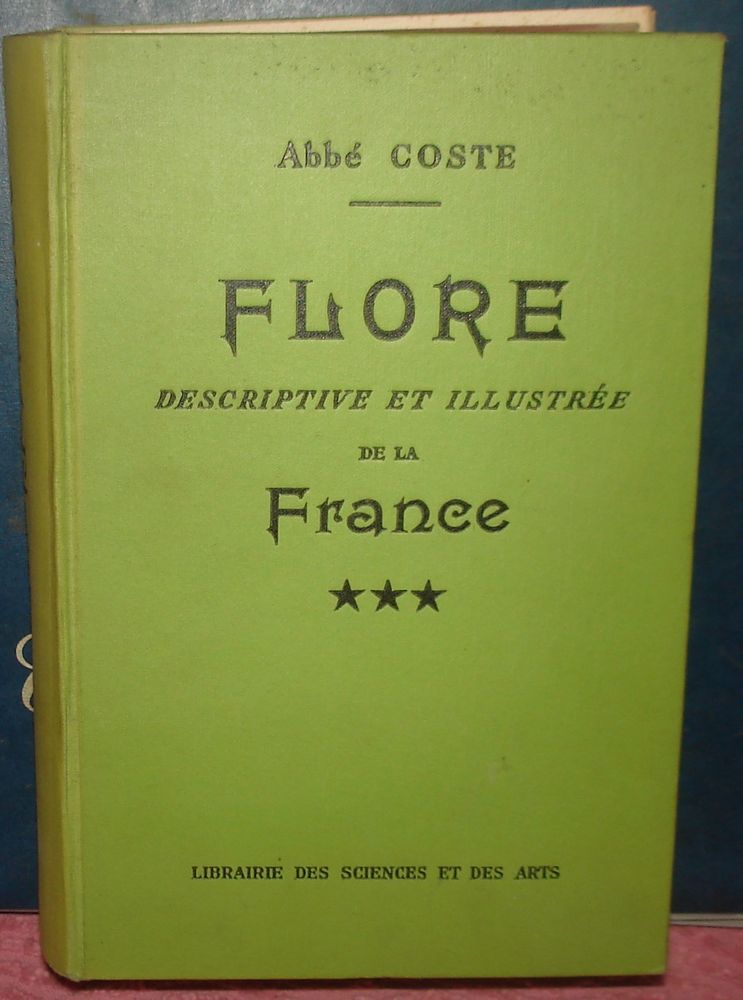 Abbé COSTE
FLORE
DESCRIPTIVE ET ILLUSTRÉE
DE LA
France
★★★
LIBRAIRIE DES SCIENCES ET DES ARTS